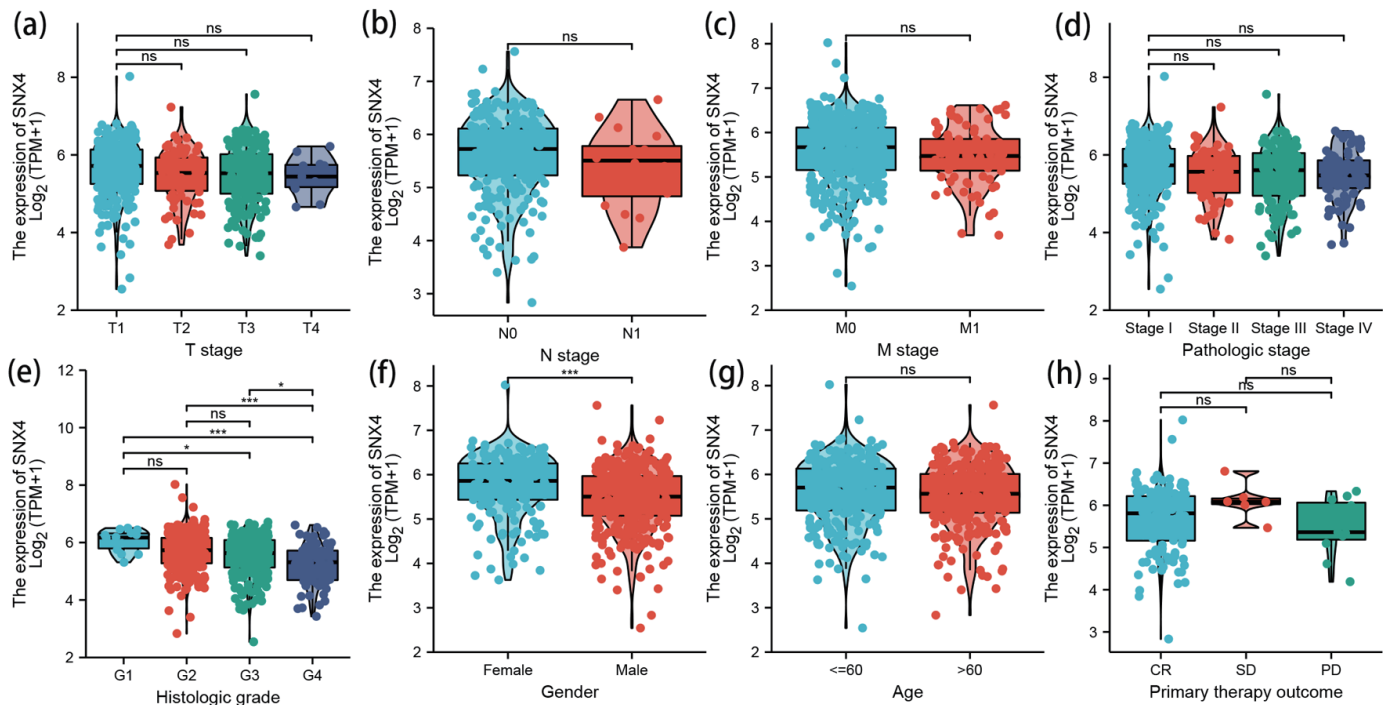 (a)
The expression of SNX4
Log2 (TPM+1)
8
6
4
2
ns
ns
ns
T1 T2 T3 T4
T stage
(b)
The expression of SNX4
Log2 (TPM+1)
8
7
6
5
4
3
ns
N0 N1
N stage
(c)
The expression of SNX4
Log2 (TPM+1)
8
7
6
5
4
3
2
ns
M0 M1
M stage
(d)
The expression of SNX4
Log2 (TPM+1)
8
6
4
2
ns
ns
ns
Stage I Stage II Stage III Stage IV
Pathologic stage
(e)
The expression of SNX4
Log2 (TPM+1)
12
10
8
6
4
2
*
***
ns
***
*
ns
G1 G2 G3 G4
Histologic grade
(f)
The expression of SNX4
Log2 (TPM+1)
8
7
6
5
4
3
2
***
Female Male
Gender
(g)
The expression of SNX4
Log2 (TPM+1)
8
7
6
5
4
3
2
ns
<=60 >60
Age
(h)
The expression of SNX4
Log2 (TPM+1)
9
8
7
6
5
4
3
ns
ns
ns
CR SD PD
Primary therapy outcome